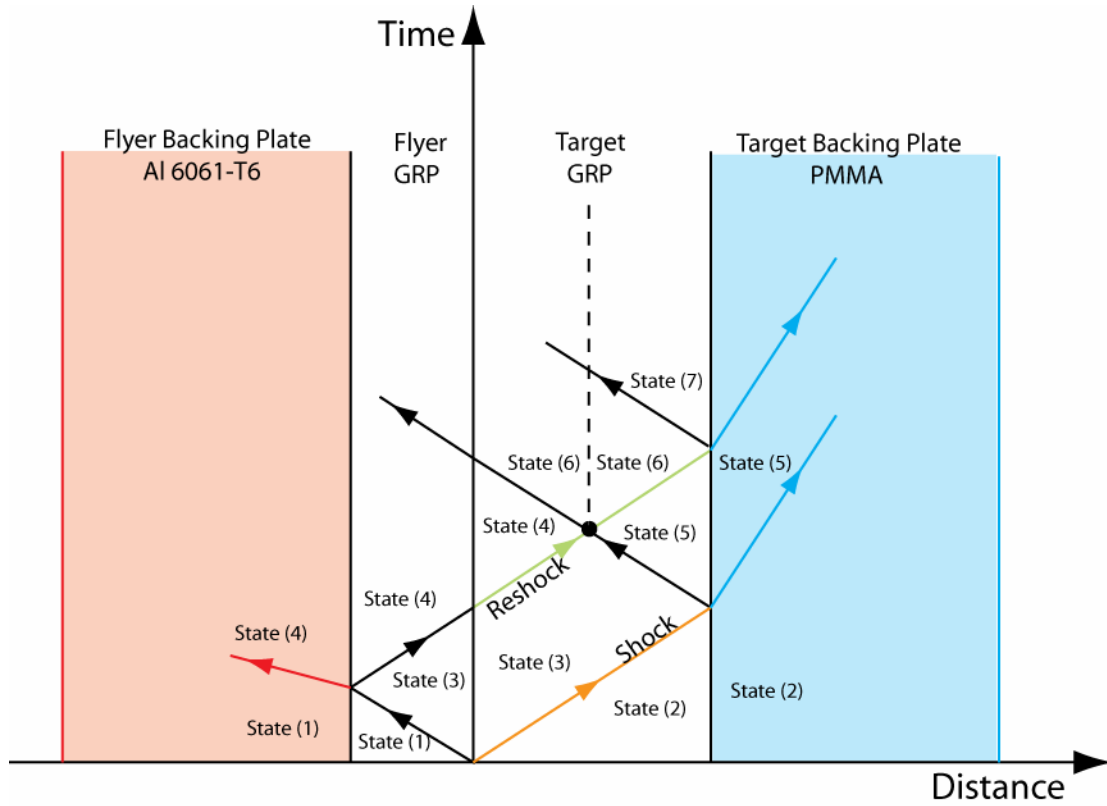 Time
Flyer Backing Plate
Al 6061-T6
Flyer
GRP
Target
GRP
Target Backing Plate
PMMA
State (7)
State (6)
State (6)
State (5)
State (4)
State (5)
Reshock
State (4)
State (4)
Shock
State (3)
State (3)
State (2)
State (2)
State (1)
State (1)
Distance